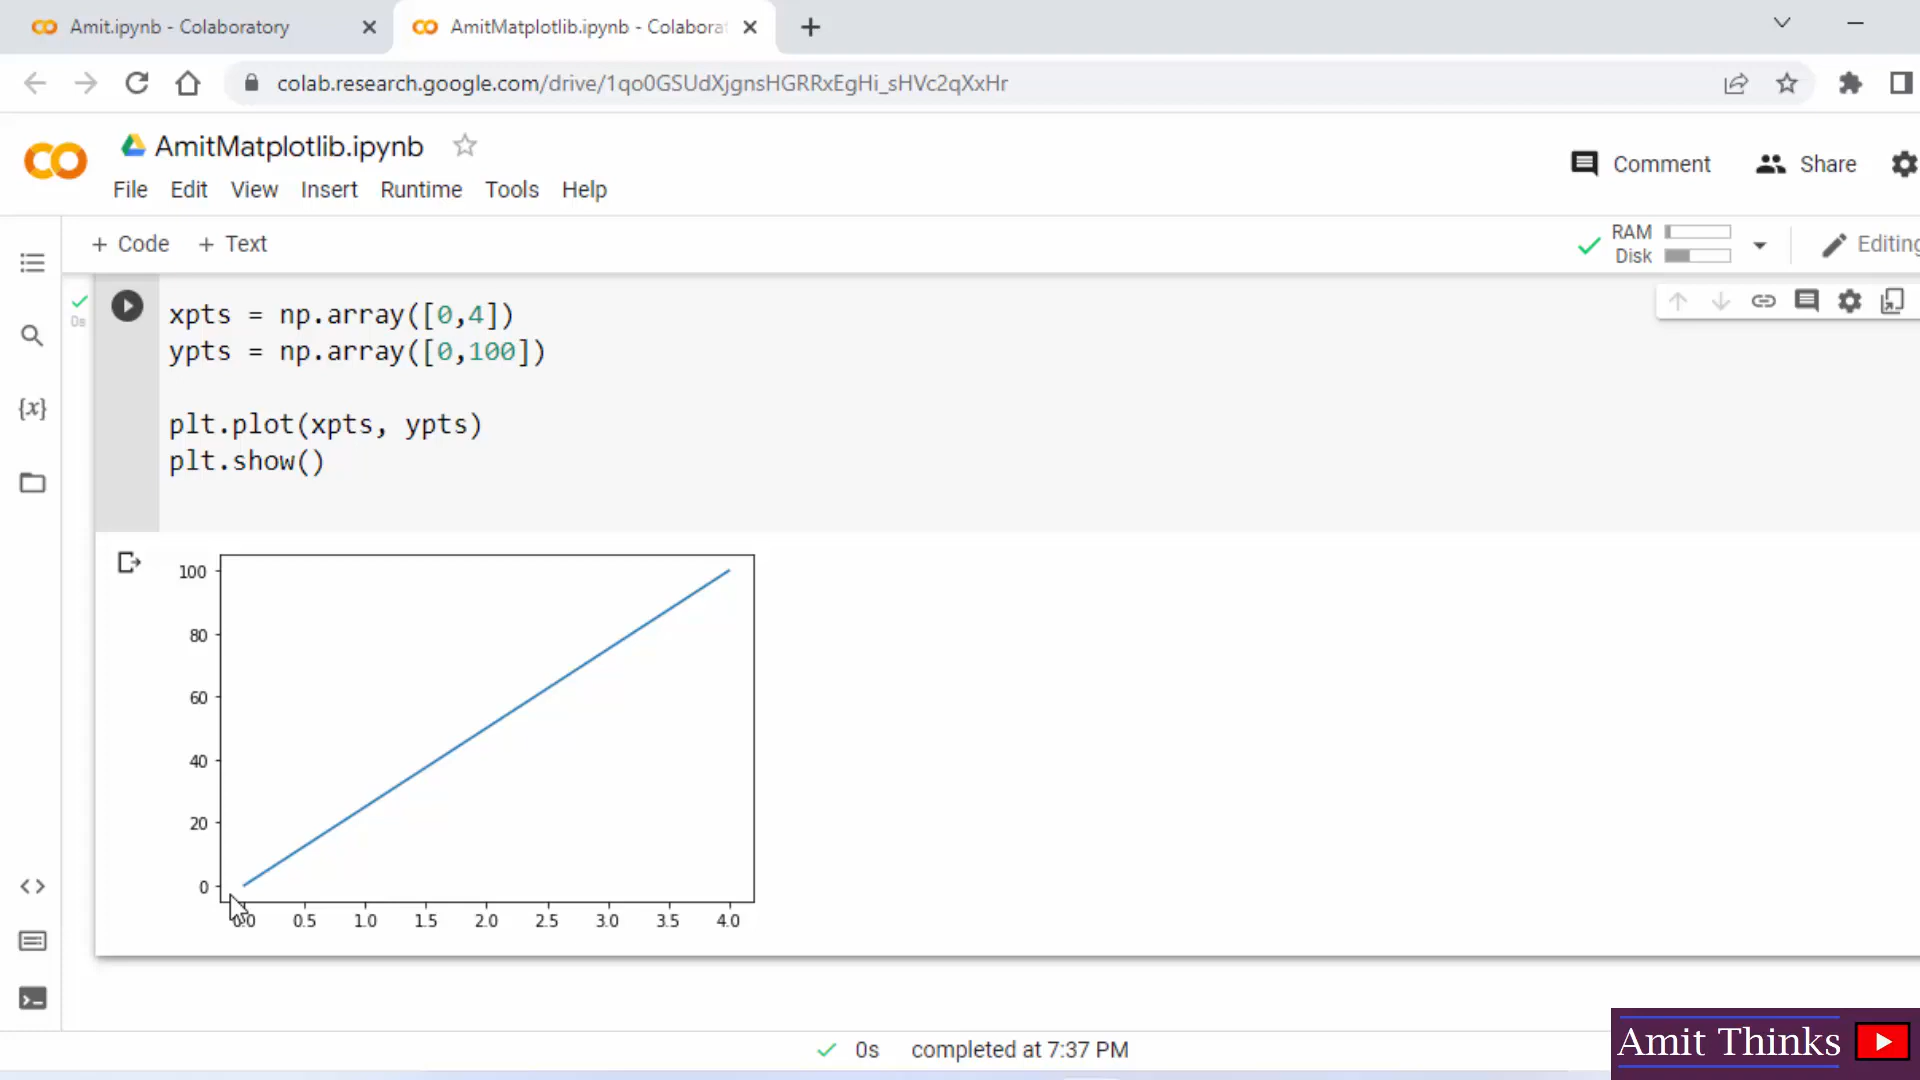 Amit.ipynb - Colaboratory
AmitMatplotlib.ipynb - Colabora
colab.research.google.com/drive/1qo0GSUdXjgnsHGRRxEgHi_sHVc2qXxHr
AmitMatplotlib.ipynb
Comment
Share
File Edit View Insert Runtime Tools Help
+ Code + Text
RAM
Disk
Editing
0s
xpts = np.array([0,4])
ypts = np.array([0,100])
{x}
plt.plot(xpts, ypts)
plt.show()
100
80
60
40
20
0
0.0 0.5 1.0 1.5 2.0 2.5 3.0 3.5 4.0
0s completed at 7:37 PM
Amit Thinks